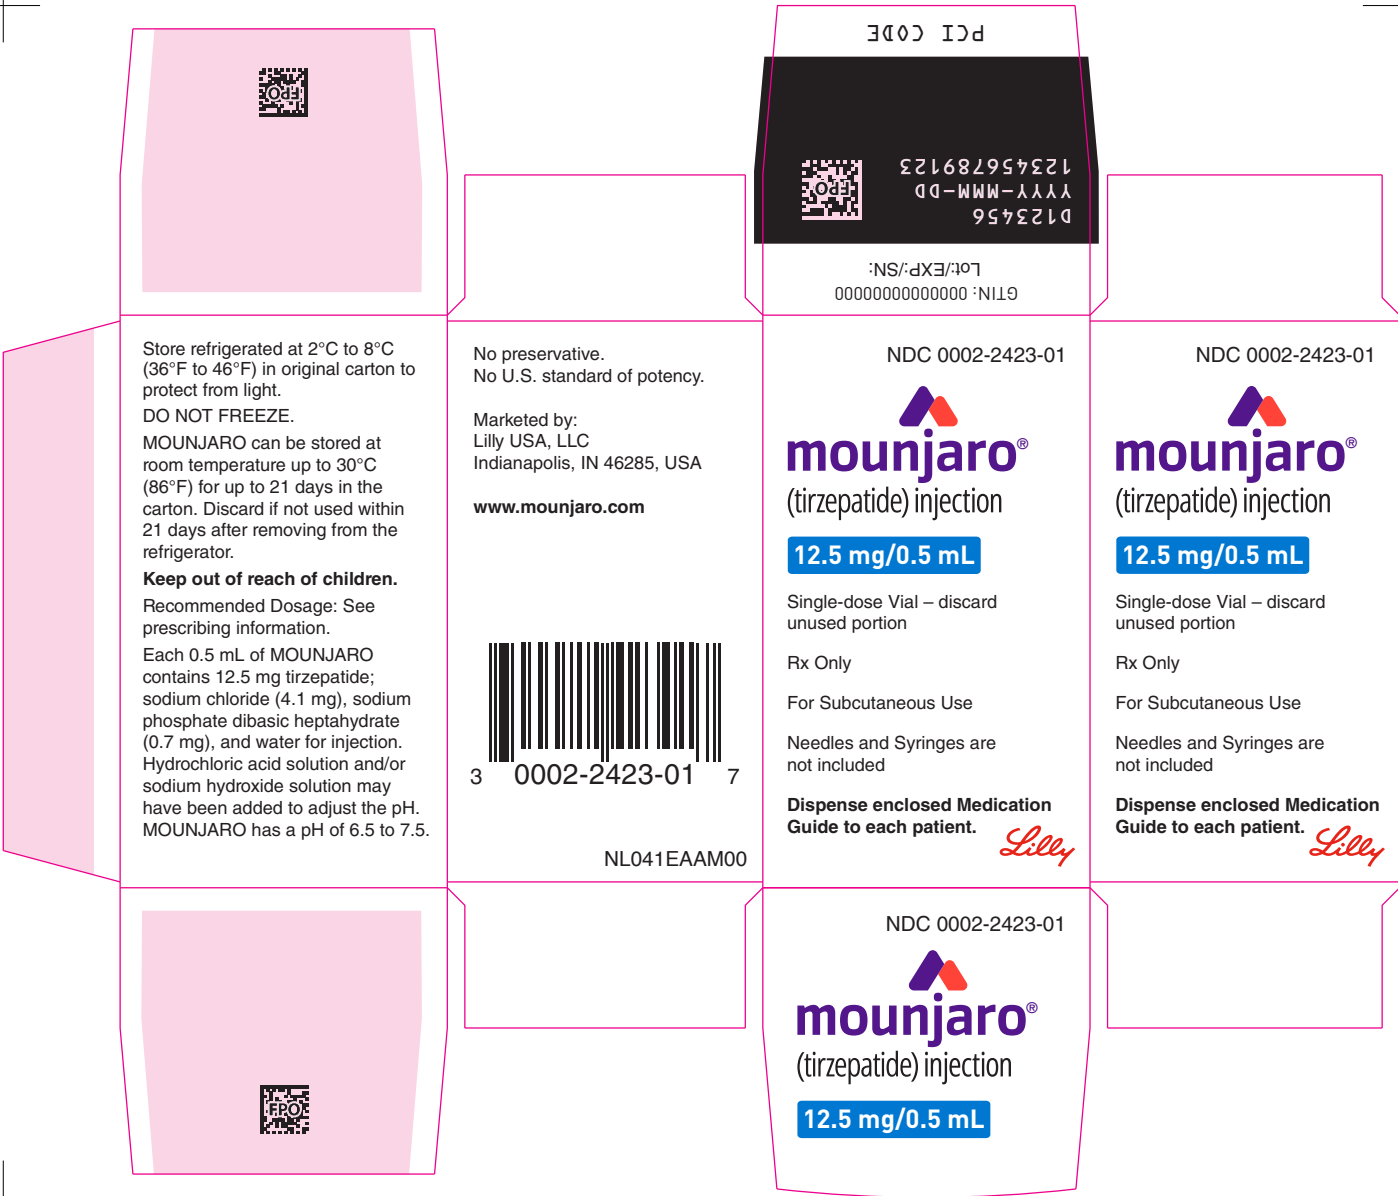 PCI CODE
D123456
YYYY-MMM-DD
123456789123
FPO
Lot:/EXP:/SN:
GTIN: 00000000000000
FPO
Store refrigerated at 2°C to 8°C
(36°F to 46°F) in original carton to
protect from light.
DO NOT FREEZE.
MOUNJARO can be stored at
room temperature up to 30°C
(86°F) for up to 21 days in the
carton. Discard if not used within
21 days after removing from the
refrigerator.
Keep out of reach of children.
Recommended Dosage: See
prescribing information.
Each 0.5 mL of MOUNJARO
contains 12.5 mg tirzepatide;
sodium chloride (4.1 mg), sodium
phosphate dibasic heptahydrate
(0.7 mg), and water for injection.
Hydrochloric acid solution and/or
sodium hydroxide solution may
have been added to adjust the pH.
MOUNJARO has a pH of 6.5 to 7.5.
FPO
No preservative.
No U.S. standard of potency.
Marketed by:
Lilly USA, LLC
Indianapolis, IN 46285, USA
www.mounjaro.com
3 0002-2423-01 7
NL041EAAM00
NDC 0002-2423-01
mounjaro®
(tirzepatide) injection
12.5 mg/0.5 mL
Single-dose Vial – discard
unused portion
Rx Only
For Subcutaneous Use
Needles and Syringes are
not included
Dispense enclosed Medication
Guide to each patient.
Lilly
NDC 0002-2423-01
mounjaro®
(tirzepatide) injection
12.5 mg/0.5 mL
Single-dose Vial – discard
unused portion
Rx Only
For Subcutaneous Use
Needles and Syringes are
not included
Dispense enclosed Medication
Guide to each patient.
Lilly
NDC 0002-2423-01
mounjaro®
(tirzepatide) injection
12.5 mg/0.5 mL